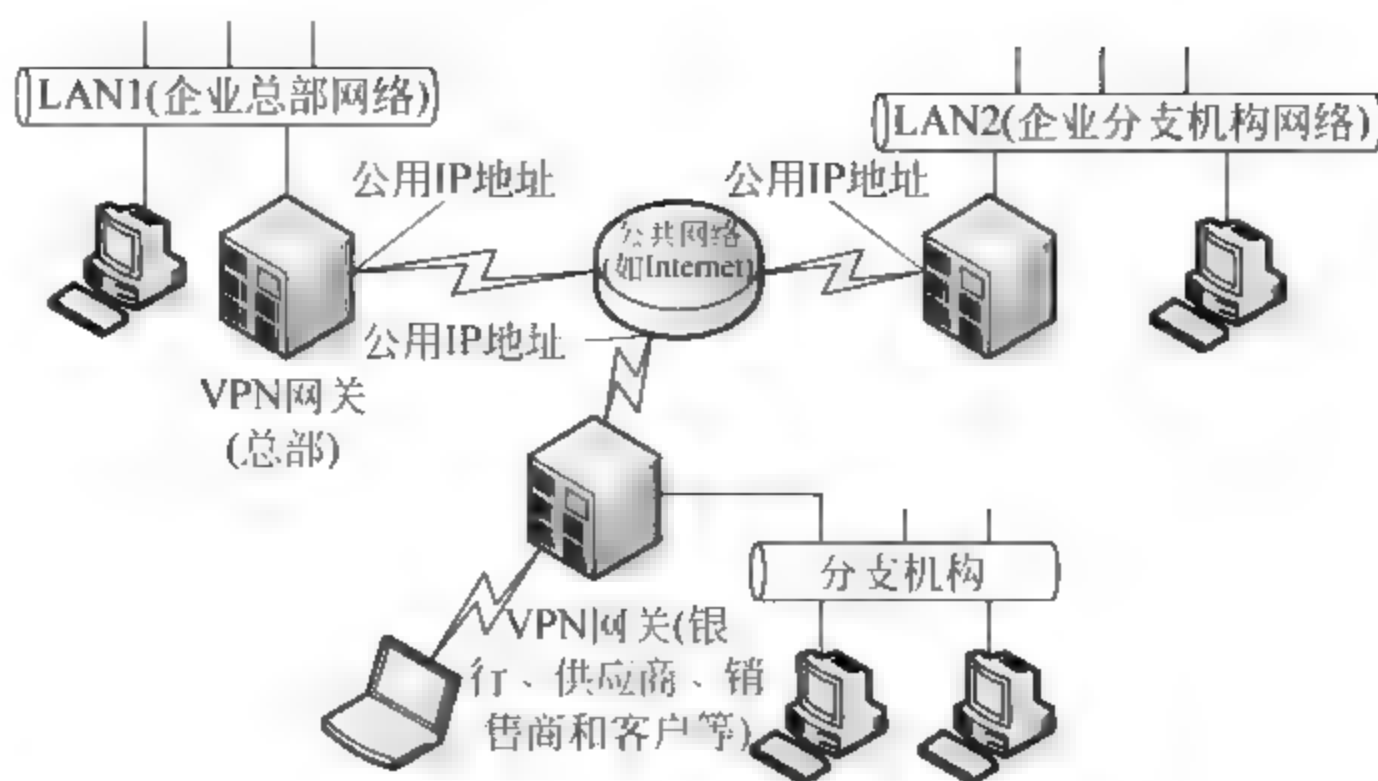 LAN1(企业总部网络)
LAN2(企业分支机构网络)
公用IP地址
公用IP地址
公共网络
(如Internet)
公用IP地址
VPN网关
(总部)
分支机构
VPN网关(银
行、供应商、销
售商和客户等)